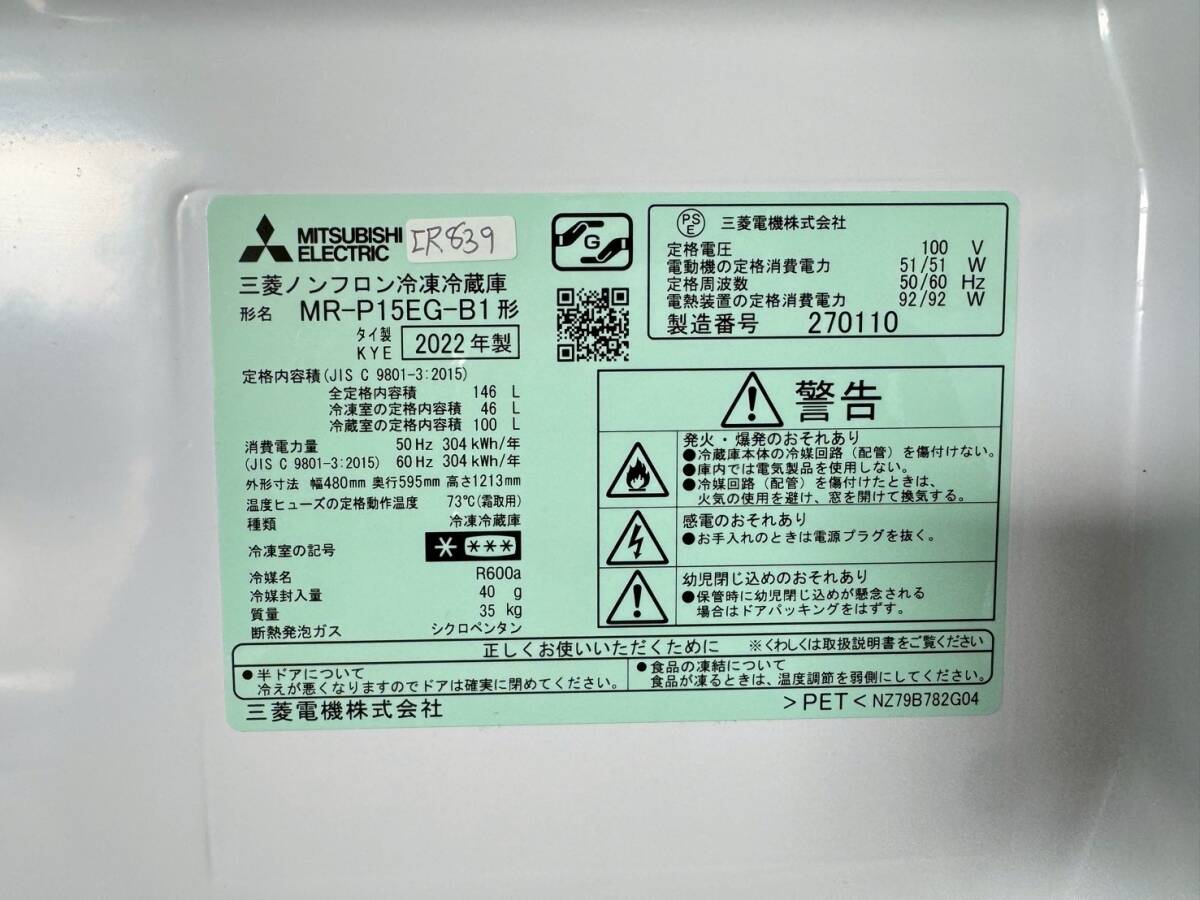 MITSUBISHI
ELECTRIC
IR839
三菱ノンフロン冷凍冷蔵庫
形名 MR-P15EG-B1形
タイ製
KYE 2022年製
定格内容積(JIS C 9801-3:2015)
全定格内容積 146 L
冷凍室の定格内容積 46 L
冷蔵室の定格内容積 100 L
消費電力量 50Hz 304kWh/年
(JIS C 9801-3:2015) 60Hz 304kWh/年
外形寸法 幅480mm 奥行595mm 高さ1213mm
温度ヒューズの定格動作温度 73℃(霜取用)
種類 冷凍冷蔵庫
冷凍室の記号 * ***
冷媒名 R600a
冷媒封入量 40 g
質量 35 kg
断熱発泡ガス シクロペンタン
G
PSE 三菱電機株式会社
定格電圧 100 V
電動機の定格消費電力 51/51 W
定格周波数 50/60 Hz
電熱装置の定格消費電力 92/92 W
製造番号 270110
警告
発火・爆発のおそれあり
●冷蔵庫本体の冷媒回路(配管)を傷付けない。
●庫内では電気製品を使用しない。
●冷媒回路(配管)を傷付けたときは、
火気の使用を避け、窓を開けて換気する。
感電のおそれあり
●お手入れのときは電源プラグを抜く。
幼児閉じ込めのおそれあり
●保管時に幼児閉じ込めが懸念される
場合はドアパッキングをはずす。
正しくお使いいただくために ※くわしくは取扱説明書をご覧ください
●半ドアについて
冷えが悪くなりますのでドアは確実に閉めてください。
●食品の凍結について
食品が凍るときは、温度調節を弱側にしてください。
三菱電機株式会社
>PET< NZ79B782G04